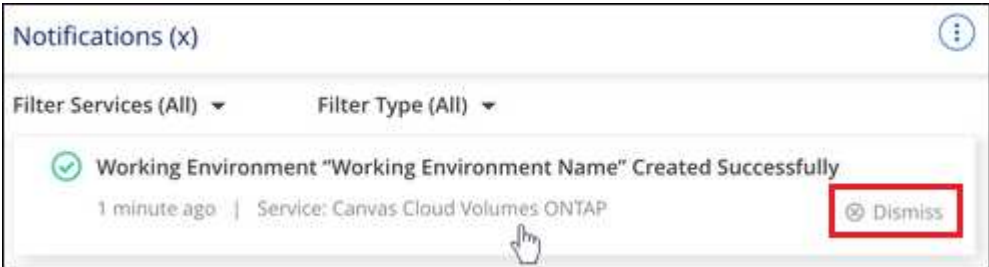 Notifications (x)
Filter Services (All) Filter Type (All)
Working Environment “Working Environment Name” Created Successfully
1 minute ago | Service: Canvas Cloud Volumes ONTAP Dismiss